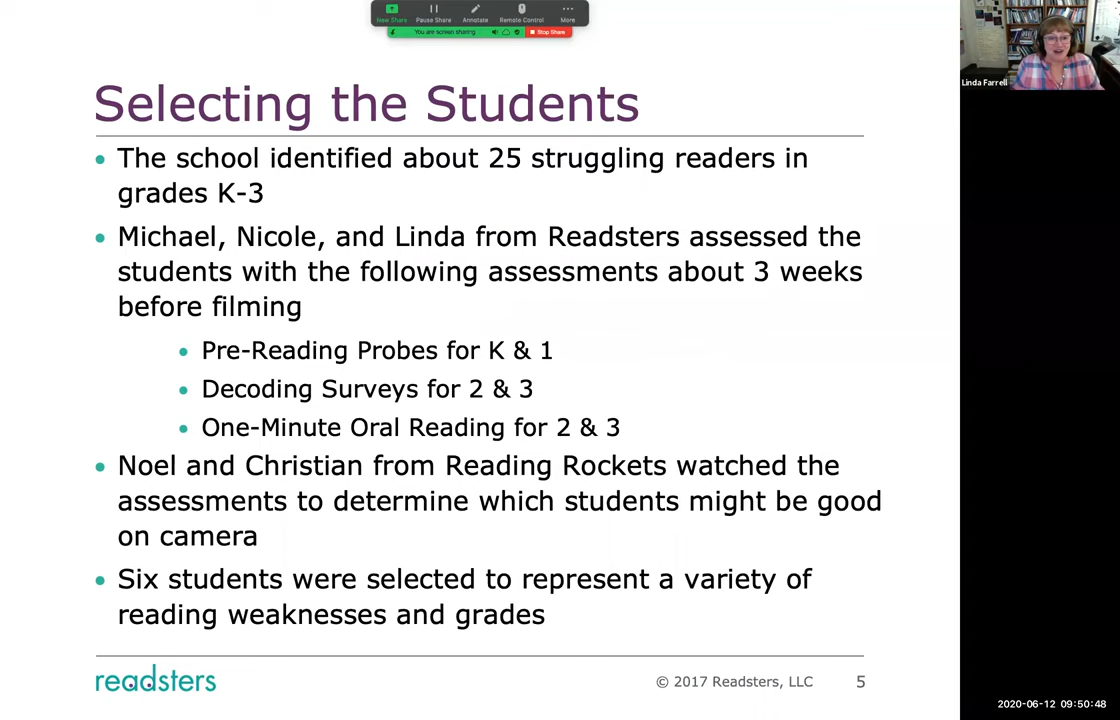 New Share Pause Share Annotate Remote Control More
You are screen sharing Stop Share
Linda Farrell
Selecting the Students
• The school identified about 25 struggling readers in
grades K-3
• Michael, Nicole, and Linda from Readsters assessed the
students with the following assessments about 3 weeks
before filming
• Pre-Reading Probes for K & 1
• Decoding Surveys for 2 & 3
• One-Minute Oral Reading for 2 & 3
• Noel and Christian from Reading Rockets watched the
assessments to determine which students might be good
on camera
• Six students were selected to represent a variety of
reading weaknesses and grades
readsters
© 2017 Readsters, LLC 5
2020-06-12 09:50:48